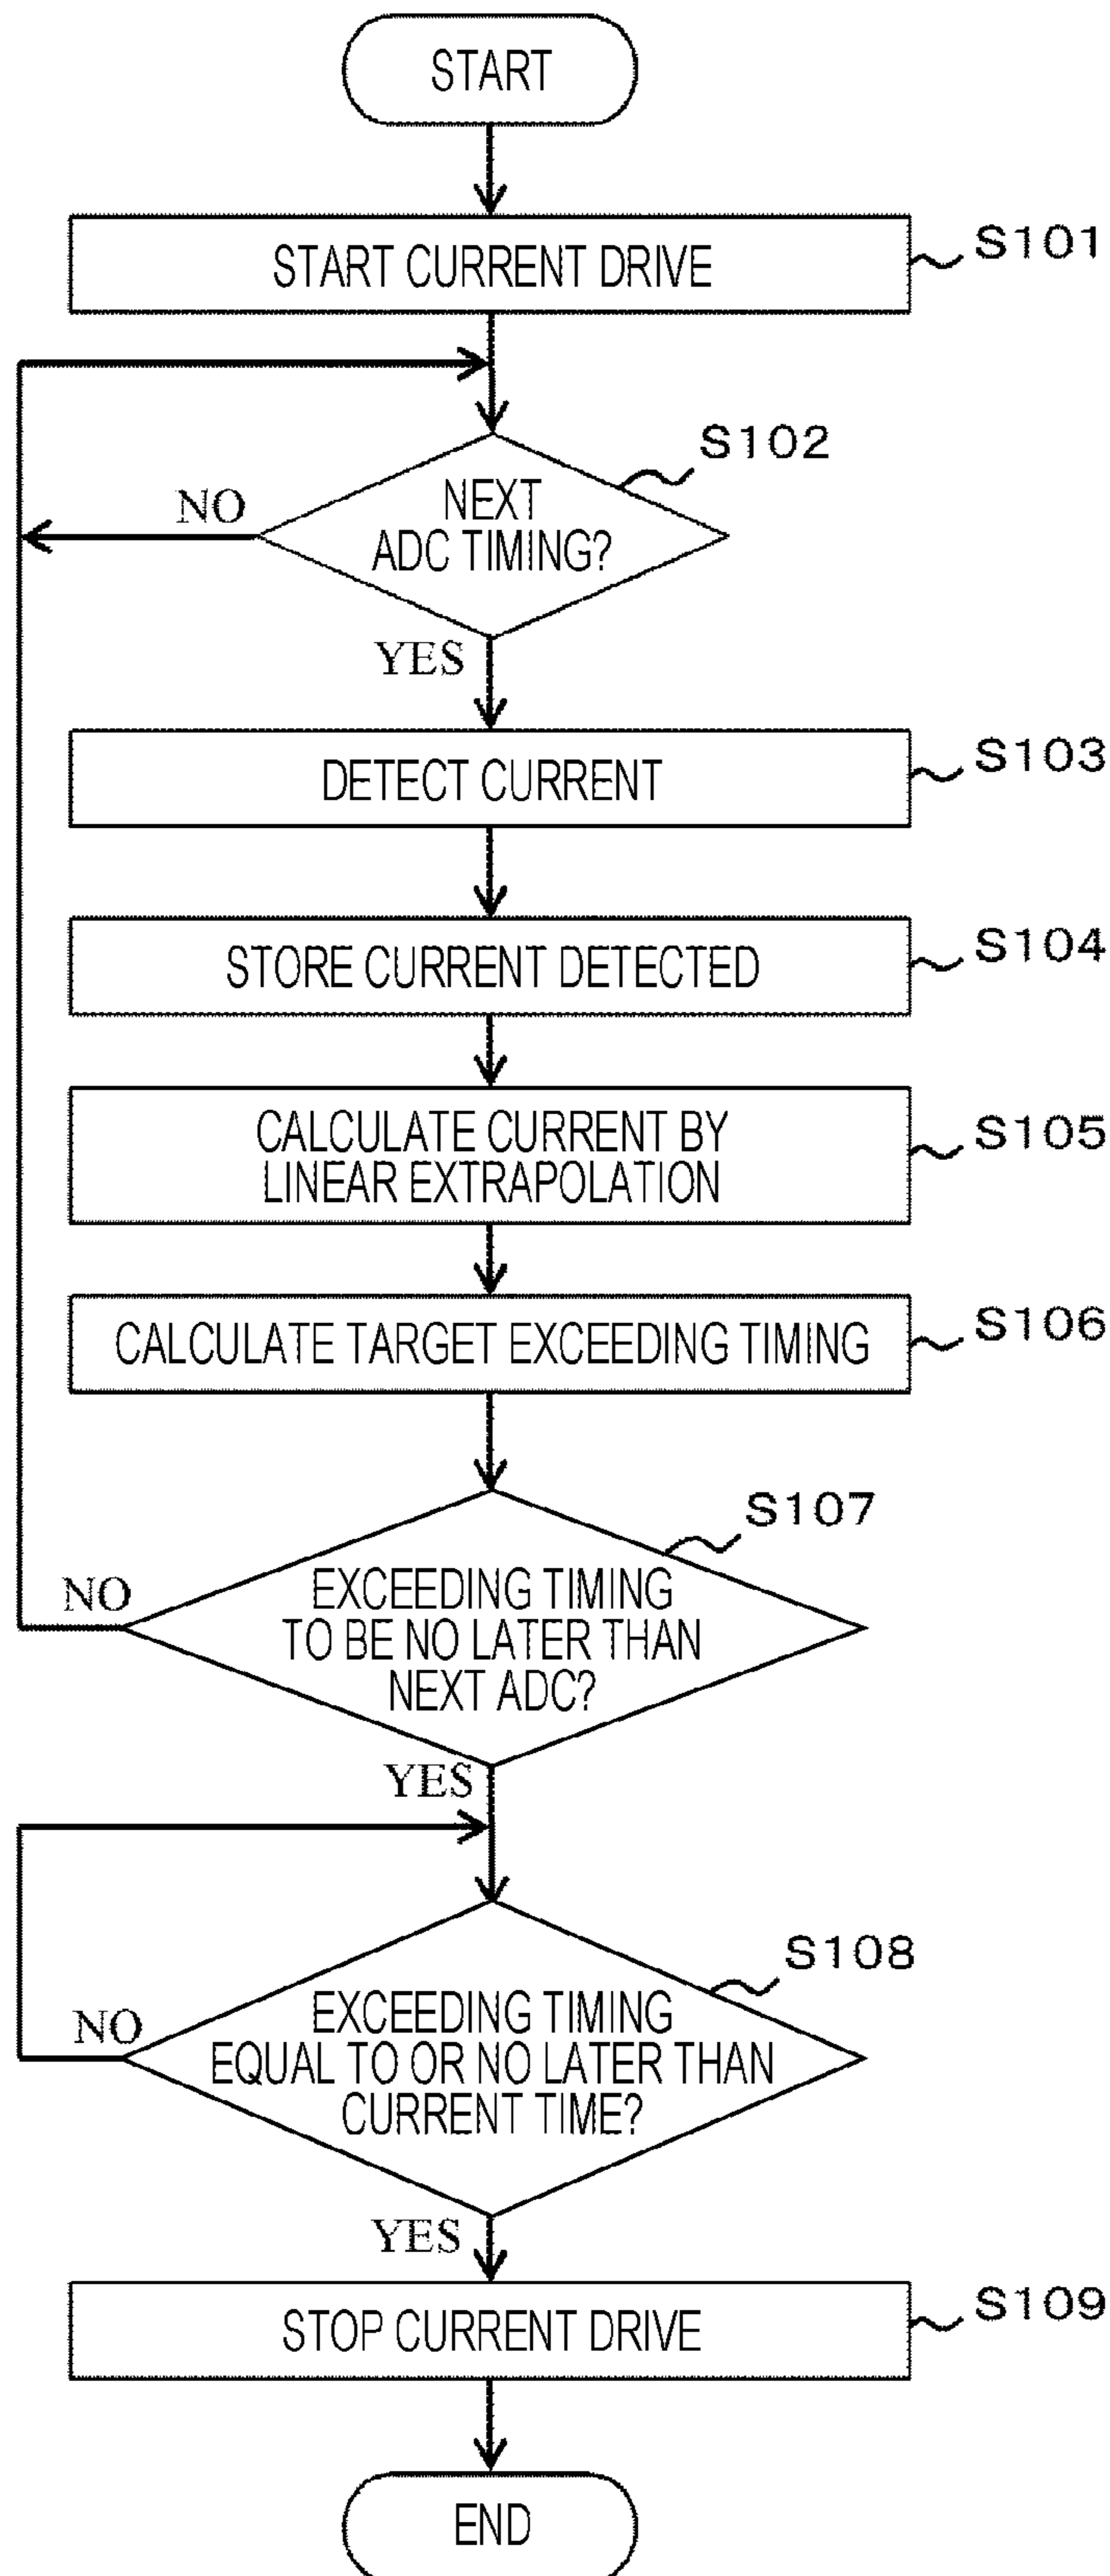 START
START CURRENT DRIVE
S101
S102
NEXT
ADC TIMING?
NO
YES
DETECT CURRENT
S103
STORE CURRENT DETECTED
S104
CALCULATE CURRENT BY
LINEAR EXTRAPOLATION
S105
CALCULATE TARGET EXCEEDING TIMING
S106
S107
EXCEEDING TIMING
TO BE NO LATER THAN
NEXT ADC?
NO
YES
S108
EXCEEDING TIMING
EQUAL TO OR NO LATER THAN
CURRENT TIME?
NO
YES
STOP CURRENT DRIVE
S109
END